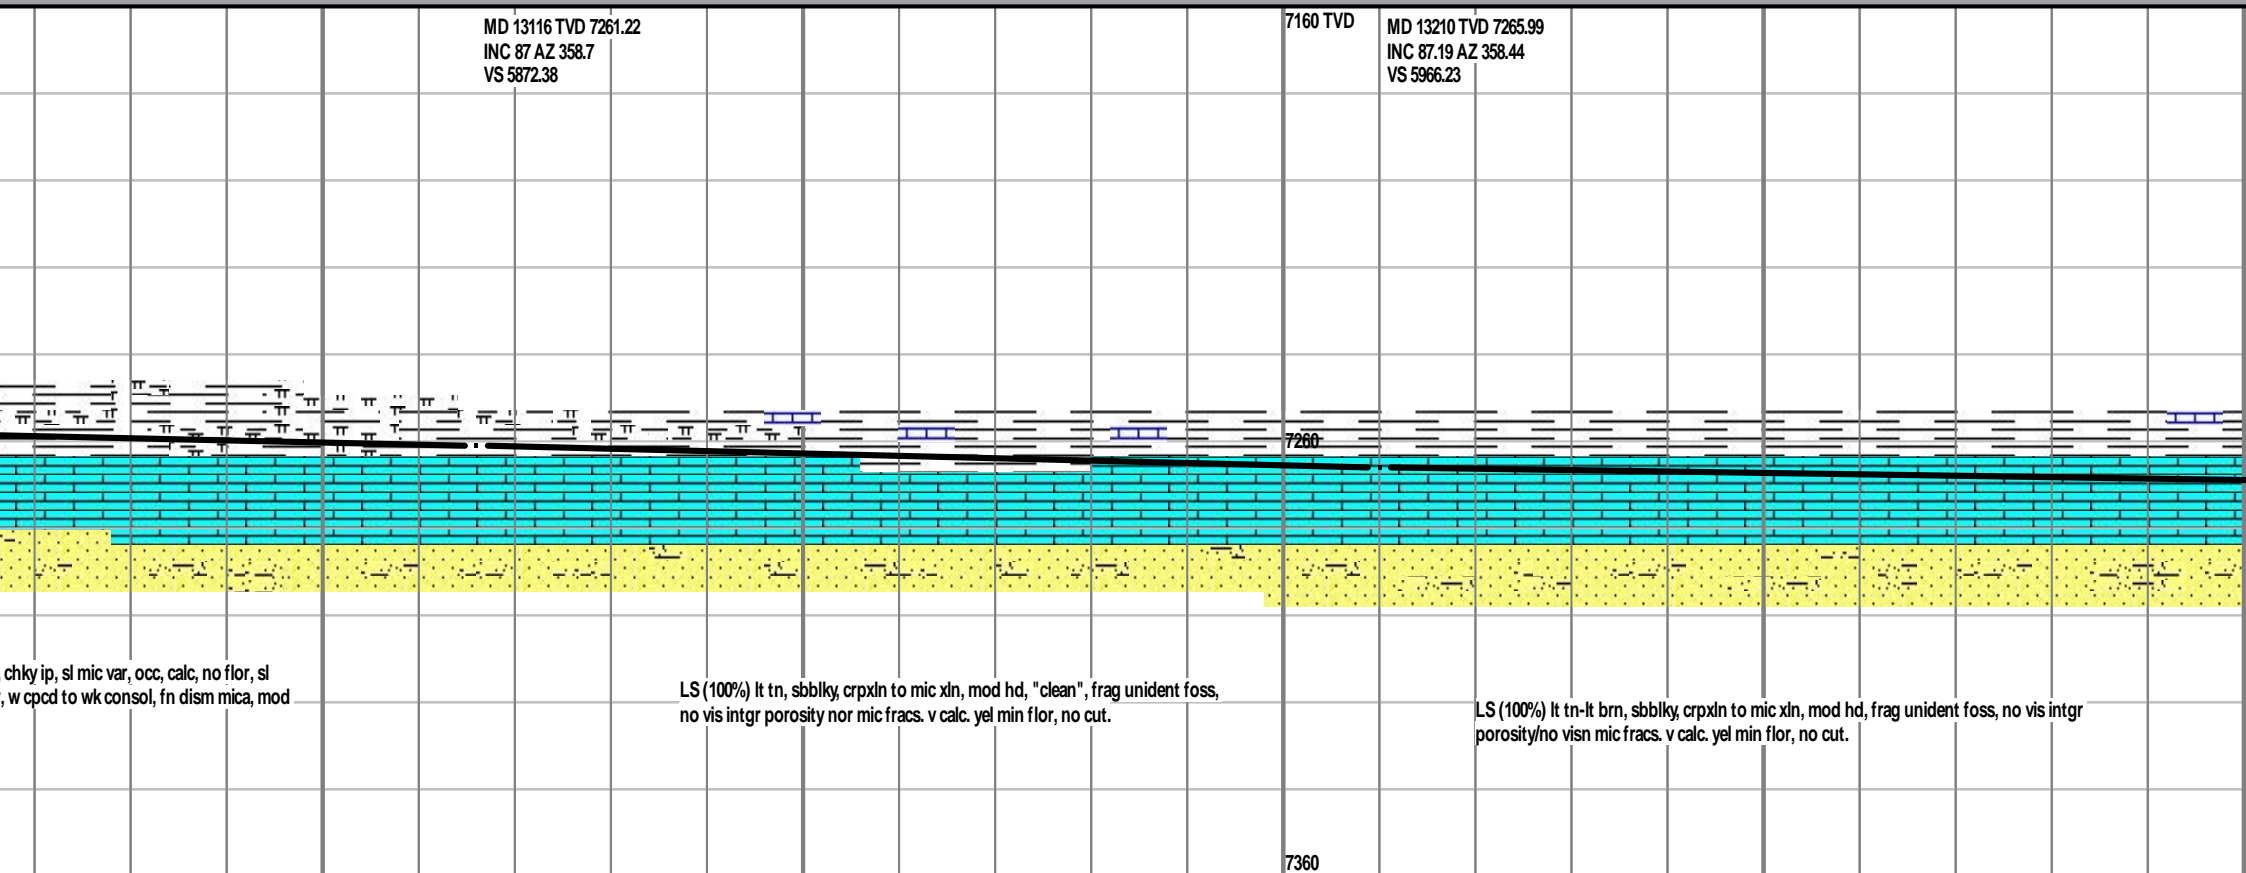 MD 13116 TVD 7261.22
INC 87 AZ 358.7
VS 5872.38
7160 TVD
MD 13210 TVD 7265.99
INC 87.19 AZ 358.44
VS 5966.23
7260
chky ip, sl mic var, occ, calc, no flor, sl
, w cpcd to wk consol, fn dism mica, mod
LS (100%) lt tn, sbblky, crpxln to mic xln, mod hd, "clean", frag unident foss,
no vis intgr porosity nor mic fracs. v calc. yel min flor, no cut.
LS (100%) lt tn-lt brn, sbblky, crpxln to mic xln, mod hd, frag unident foss, no vis intgr
porosity/no visn mic fracs. v calc. yel min flor, no cut.
7360